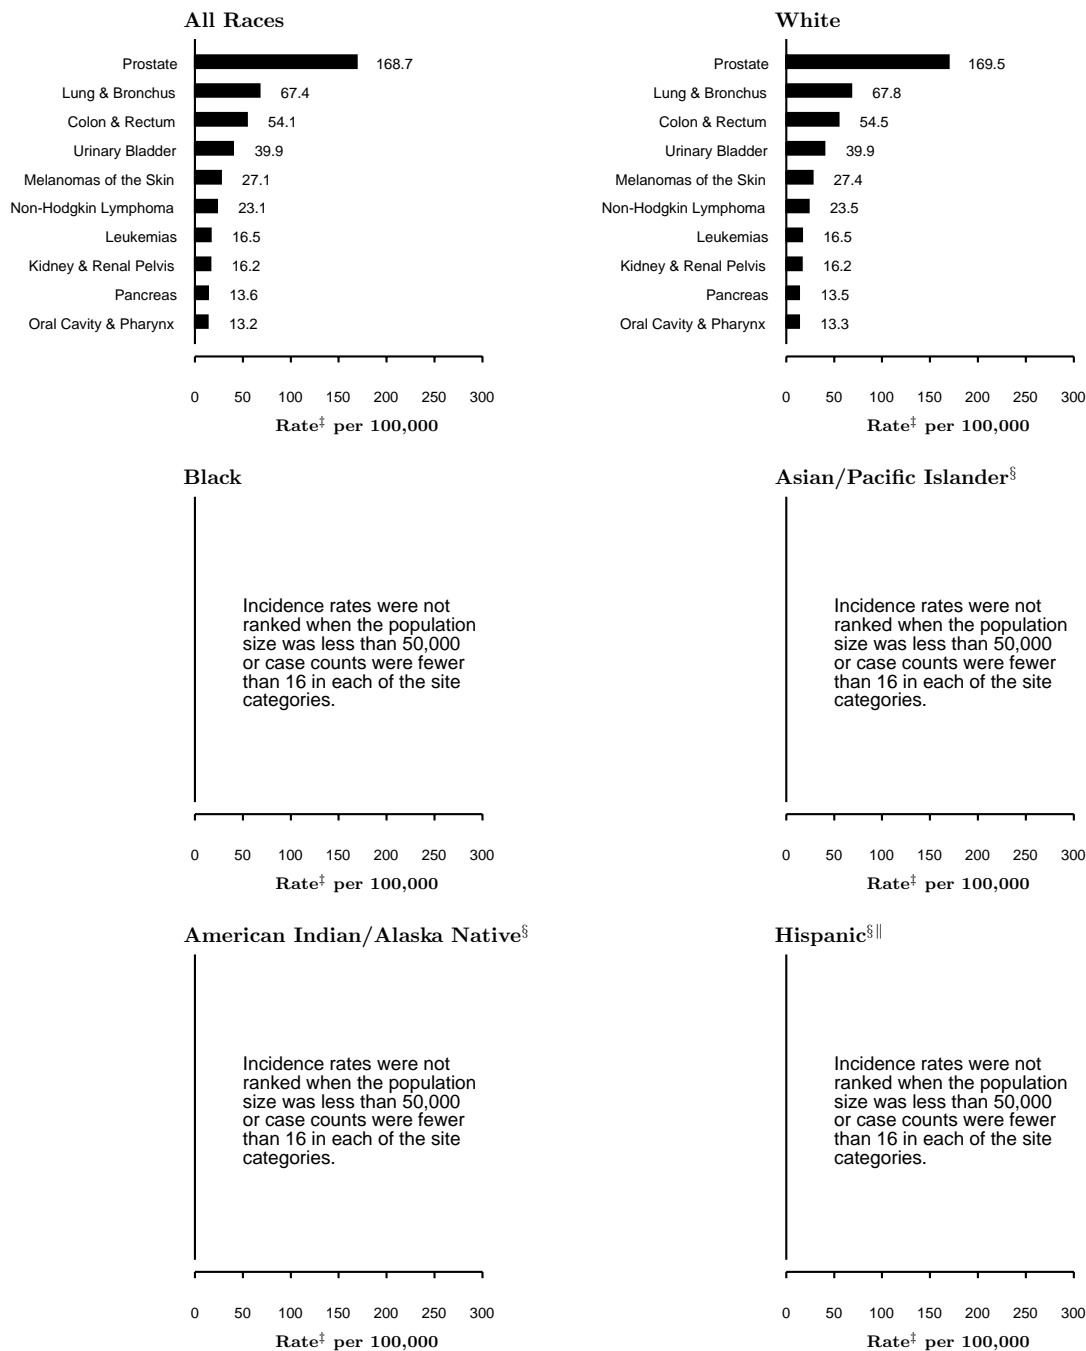 All Races
Prostate 168.7
Lung & Bronchus 67.4
Colon & Rectum 54.1
Urinary Bladder 39.9
Melanomas of the Skin 27.1
Non-Hodgkin Lymphoma 23.1
Leukemias 16.5
Kidney & Renal Pelvis 16.2
Pancreas 13.6
Oral Cavity & Pharynx 13.2
0 50 100 150 200 250 300
Rate‡ per 100,000
White
Prostate 169.5
Lung & Bronchus 67.8
Colon & Rectum 54.5
Urinary Bladder 39.9
Melanomas of the Skin 27.4
Non-Hodgkin Lymphoma 23.5
Leukemias 16.5
Kidney & Renal Pelvis 16.2
Pancreas 13.5
Oral Cavity & Pharynx 13.3
0 50 100 150 200 250 300
Rate‡ per 100,000
Black
Incidence rates were not
ranked when the population
size was less than 50,000
or case counts were fewer
than 16 in each of the site
categories.
0 50 100 150 200 250 300
Rate‡ per 100,000
Asian/Pacific Islander§
Incidence rates were not
ranked when the population
size was less than 50,000
or case counts were fewer
than 16 in each of the site
categories.
0 50 100 150 200 250 300
Rate‡ per 100,000
American Indian/Alaska Native§
Incidence rates were not
ranked when the population
size was less than 50,000
or case counts were fewer
than 16 in each of the site
categories.
0 50 100 150 200 250 300
Rate‡ per 100,000
Hispanic§‖
Incidence rates were not
ranked when the population
size was less than 50,000
or case counts were fewer
than 16 in each of the site
categories.
0 50 100 150 200 250 300
Rate‡ per 100,000